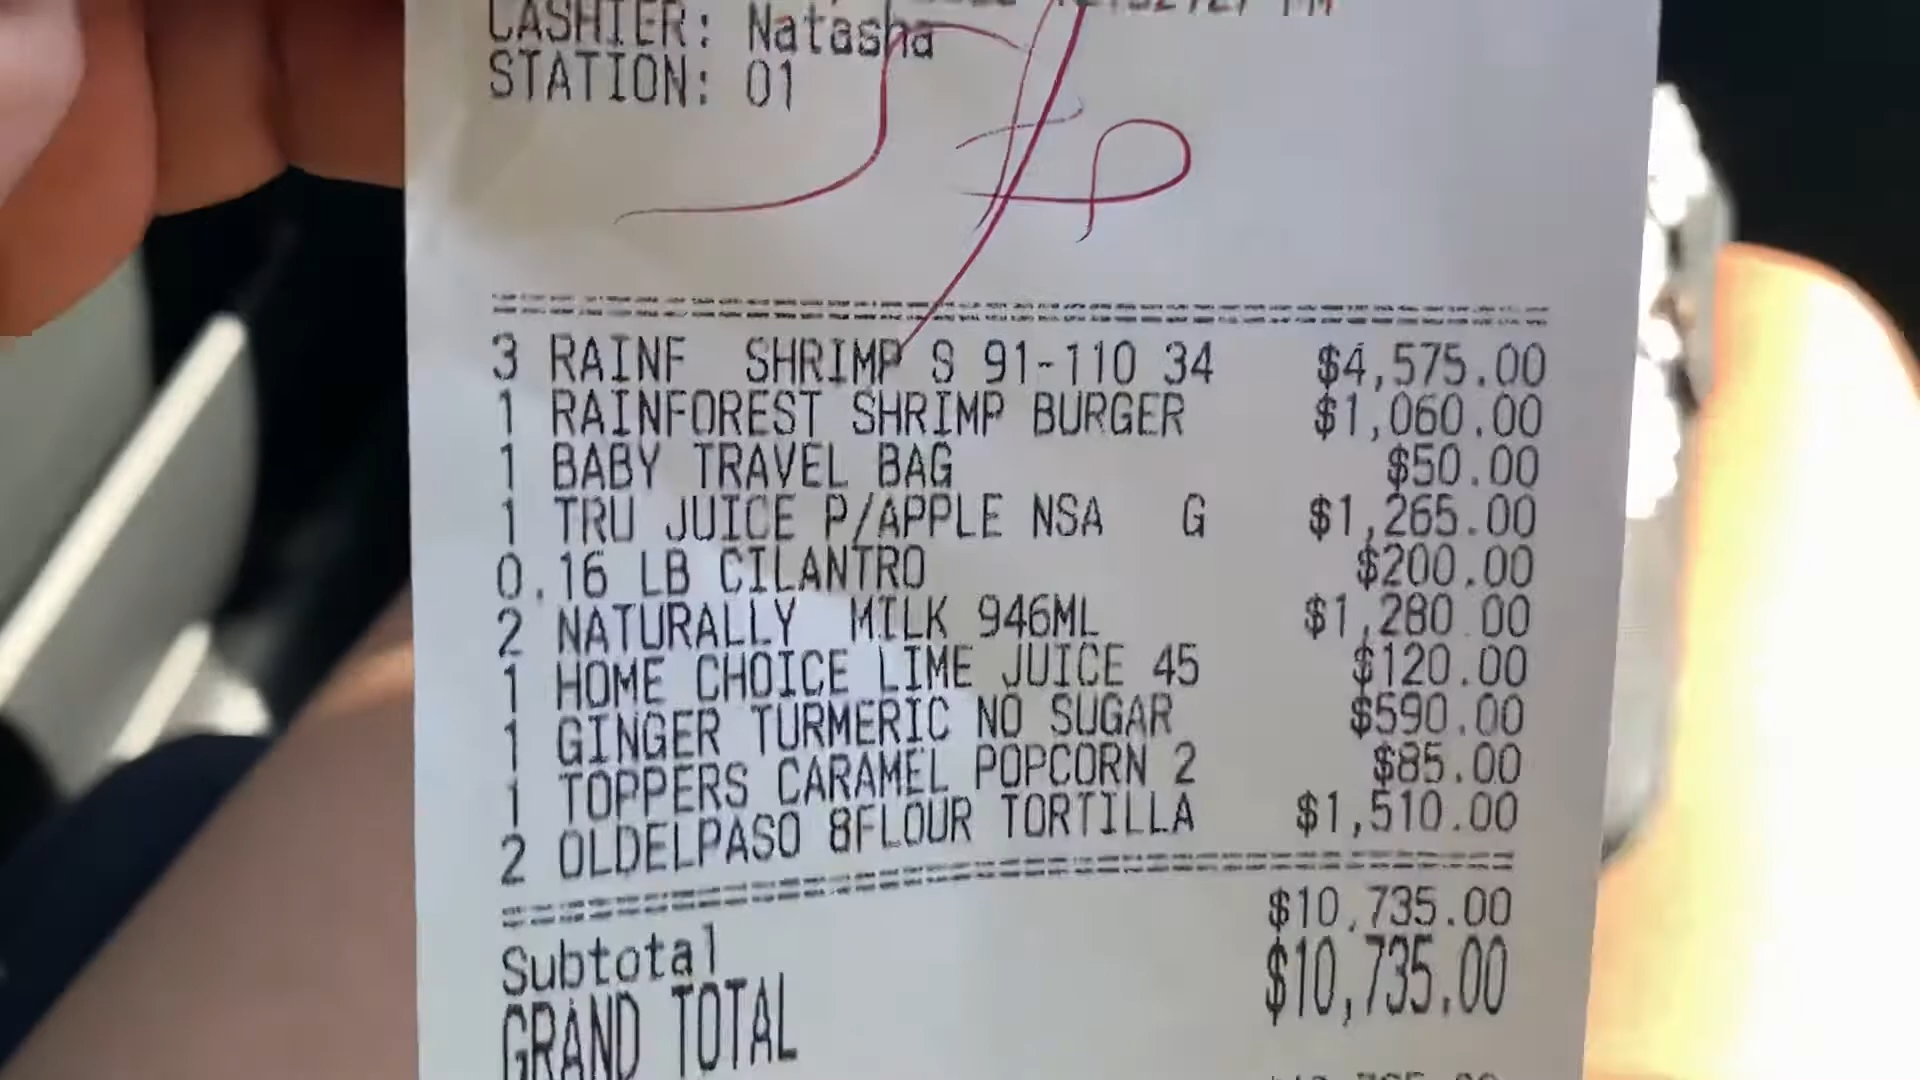 CASHIER: Natasha
STATION: 01
3 RAINF SHRIMP S 91-110 34 $4,575.00
1 RAINFOREST SHRIMP BURGER $1,060.00
1 BABY TRAVEL BAG $50.00
1 TRU JUICE P/APPLE NSA G $1,265.00
0.16 LB CILANTRO $200.00
2 NATURALLY MILK 946ML $1,280.00
1 HOME CHOICE LIME JUICE 45 $120.00
1 GINGER TURMERIC NO SUGAR $590.00
1 TOPPERS CARAMEL POPCORN 2 $85.00
2 OLDELPASO 8FLOUR TORTILLA $1,510.00
Subtotal $10,735.00
GRAND TOTAL $10,735.00